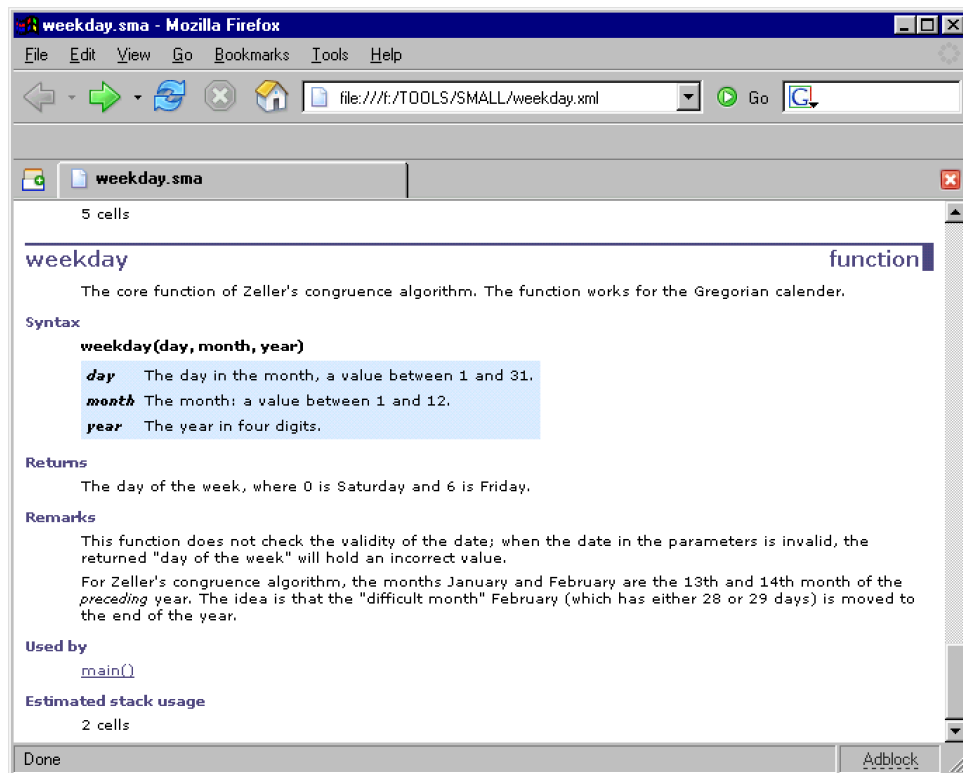 weekday.sma - Mozilla Firefox
File Edit View Go Bookmarks Tools Help
file:///f:/TOOLS/SMALL/weekday.xml Go G
weekday.sma
5 cells
weekday function
The core function of Zeller's congruence algorithm. The function works for the Gregorian calender.
Syntax
weekday(day, month, year)
day The day in the month, a value between 1 and 31.
month The month: a value between 1 and 12.
year The year in four digits.
Returns
The day of the week, where 0 is Saturday and 6 is Friday.
Remarks
This function does not check the validity of the date; when the date in the parameters is invalid, the
returned "day of the week" will hold an incorrect value.
For Zeller's congruence algorithm, the months January and February are the 13th and 14th month of the
preceding year. The idea is that the "difficult month" February (which has either 28 or 29 days) is moved to
the end of the year.
Used by
main()
Estimated stack usage
2 cells
Done Adblock